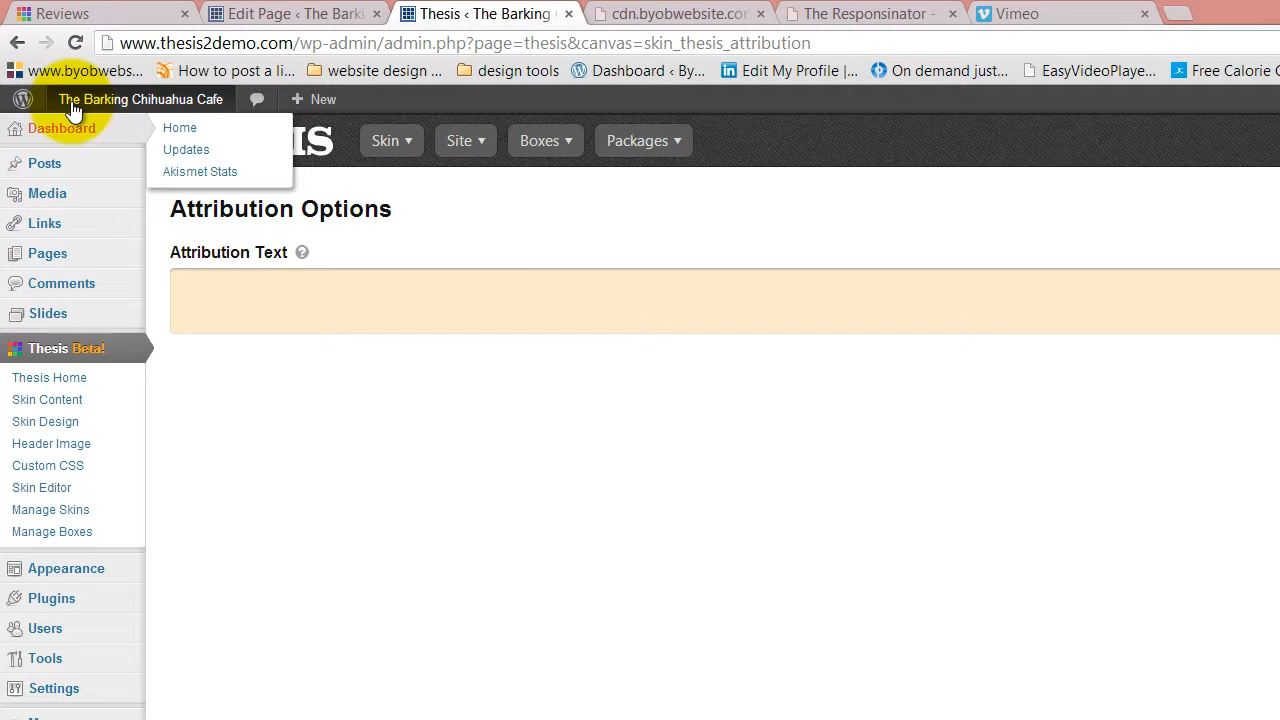 Reviews
Edit Page ‹ The Barki
Thesis ‹ The Barking
cdn.byobwebsite.cor
The Responsinator -
Vimeo
www.thesis2demo.com/wp-admin/admin.php?page=thesis&canvas=skin_thesis_attribution
www.byobwebs...
How to post a li...
website design ...
design tools
Dashboard ‹ By...
Edit My Profile |...
On demand just...
EasyVideoPlaye...
Free Calorie C
The Barking Chihuahua Cafe
New
Dashboard
Home
Updates
Akismet Stats
IS
Skin
Site
Boxes
Packages
Posts
Media
Links
Pages
Comments
Slides
Thesis Beta!
Thesis Home
Skin Content
Skin Design
Header Image
Custom CSS
Skin Editor
Manage Skins
Manage Boxes
Appearance
Plugins
Users
Tools
Settings
Attribution Options
Attribution Text ?